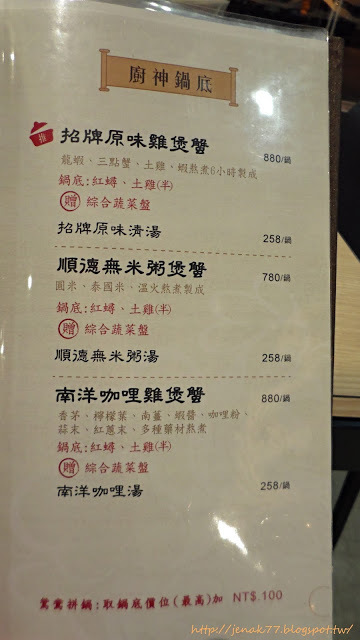 廚神鍋底
推
招牌原味雞煲蟹 880/鍋
龍蝦、三點蟹、土雞、蝦熬煮6小時製成
鍋底:紅蟳、土雞(半)
贈 綜合蔬菜盤
招牌原味清湯 258/鍋
順德無米粥煲蟹 780/鍋
圓米、泰國米、溫火熬煮製成
鍋底:紅蟳、土雞(半)
贈 綜合蔬菜盤
順德無米粥湯 258/鍋
南洋咖哩雞煲蟹 880/鍋
香茅、檸檬葉、南薑、蝦醬、咖哩粉、
蒜末、紅蔥末、多種藥材熬煮
鍋底:紅蟳、土雞(半)
贈 綜合蔬菜盤
南洋咖哩湯 258/鍋
鴛鴦拼鍋:取鍋底價位(最高)加 NT$.100
http://jenak77.blogspot.tw/